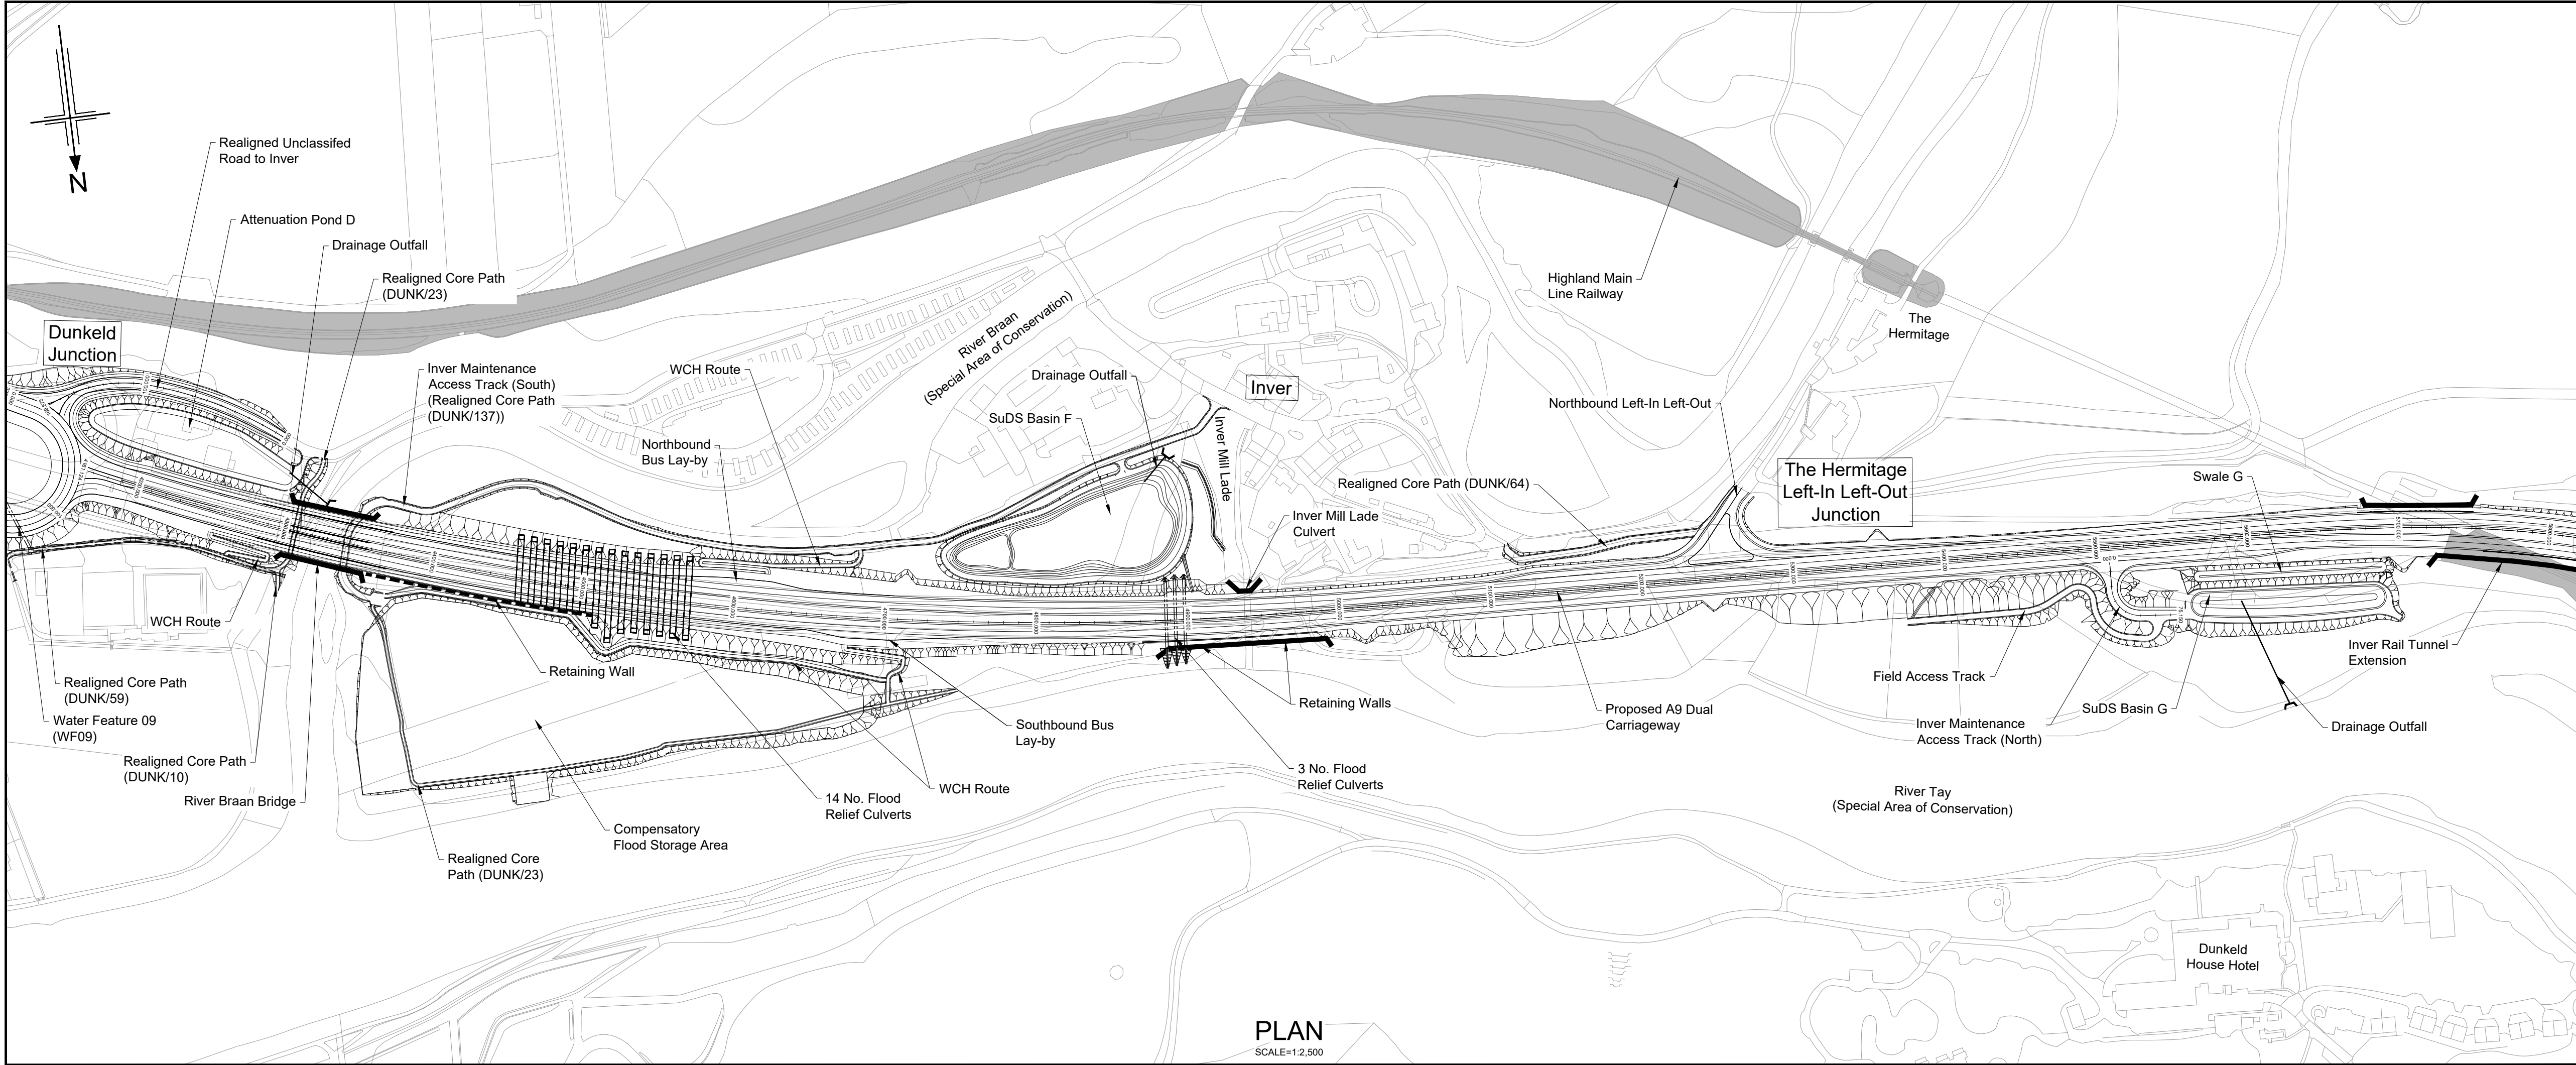 N
Realigned Unclassifed
Road to Inver
Attenuation Pond D
Drainage Outfall
Realigned Core Path
(DUNK/23)
Dunkeld
Junction
Inver Maintenance
Access Track (South)
(Realigned Core Path
(DUNK/137))
WCH Route
Northbound
Bus Lay-by
River Braan
(Special Area of Conservation)
SuDS Basin F
Drainage Outfall
Inver
Inver Mill Lade
Inver Mill Lade
Culvert
Highland Main
Line Railway
The
Hermitage
Northbound Left-In Left-Out
Realigned Core Path (DUNK/64)
The Hermitage
Left-In Left-Out
Junction
Swale G
WCH Route
Realigned Core Path
(DUNK/59)
Water Feature 09
(WF09)
Realigned Core Path
(DUNK/10)
River Braan Bridge
Retaining Wall
Realigned Core
Path (DUNK/23)
Compensatory
Flood Storage Area
14 No. Flood
Relief Culverts
WCH Route
Southbound Bus
Lay-by
Retaining Walls
3 No. Flood
Relief Culverts
Proposed A9 Dual
Carriageway
Field Access Track
Inver Maintenance
Access Track (North)
SuDS Basin G
Drainage Outfall
Inver Rail Tunnel
Extension
River Tay
(Special Area of Conservation)
Dunkeld
House Hotel
PLAN
SCALE=1:2,500